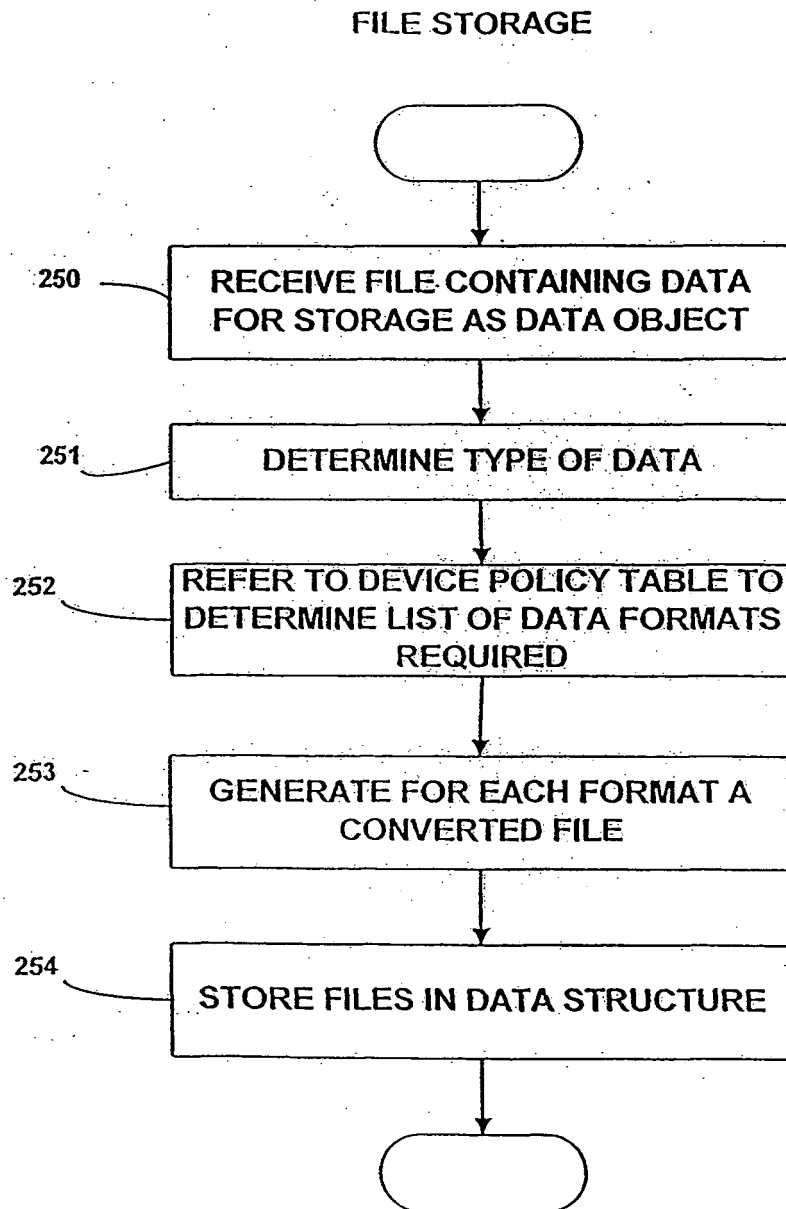 FILE STORAGE
250
RECEIVE FILE CONTAINING DATA
FOR STORAGE AS DATA OBJECT
251
DETERMINE TYPE OF DATA
252
REFER TO DEVICE POLICY TABLE TO
DETERMINE LIST OF DATA FORMATS
REQUIRED
253
GENERATE FOR EACH FORMAT A
CONVERTED FILE
254
STORE FILES IN DATA STRUCTURE